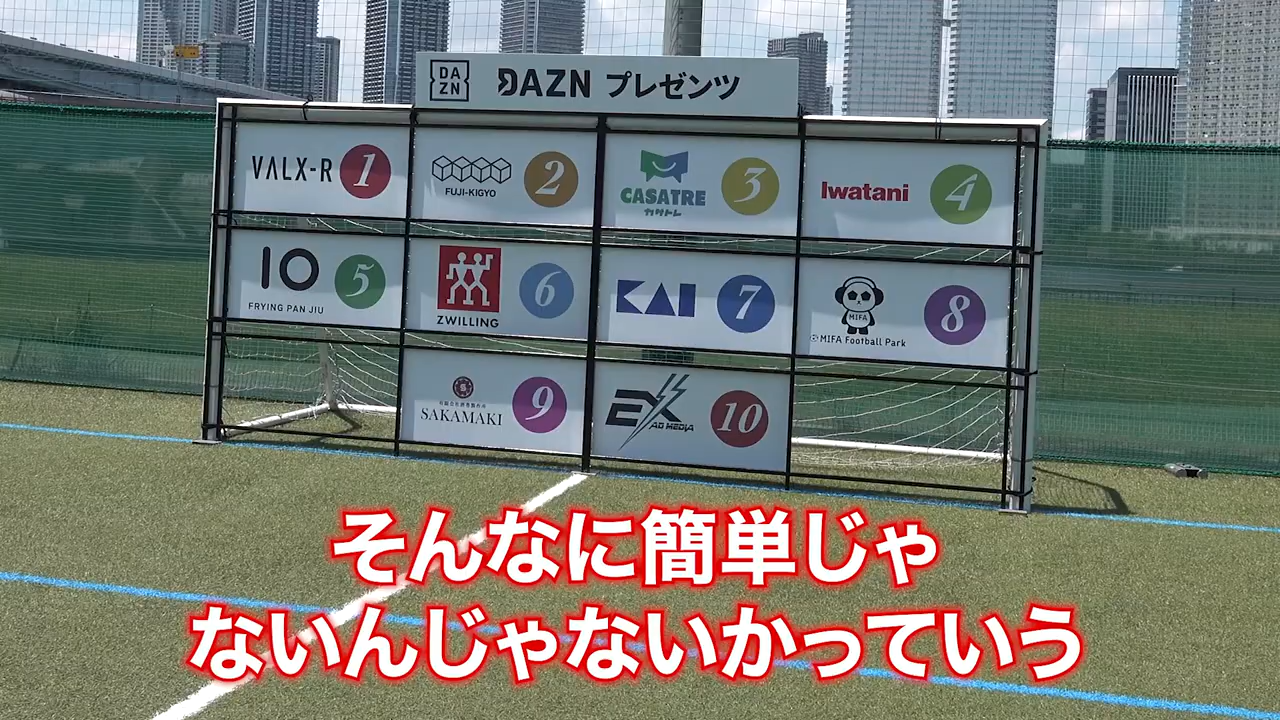 DAZN DAZN プレゼンツ
VALX-R 1
FUJI-KIGYO 2
CASATRE
カサトレ 3
Iwatani 4
10 5
FRYING PAN JIU
ZWILLING 6
KAI 7
MIFA
MIFA Football Park 8
SAKAMAKI 9
EX
AD MEDIA 10
そんなに簡単じゃ
ないんじゃないかっていう